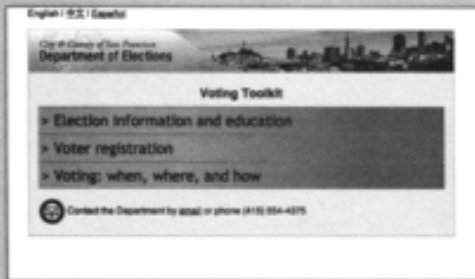 English | 中文 | Español
City & County of San Francisco
Department of Elections
Voting Toolkit
> Election information and education
> Voter registration
> Voting: when, where, and how
Contact the Department by email or phone (415) 554-4375